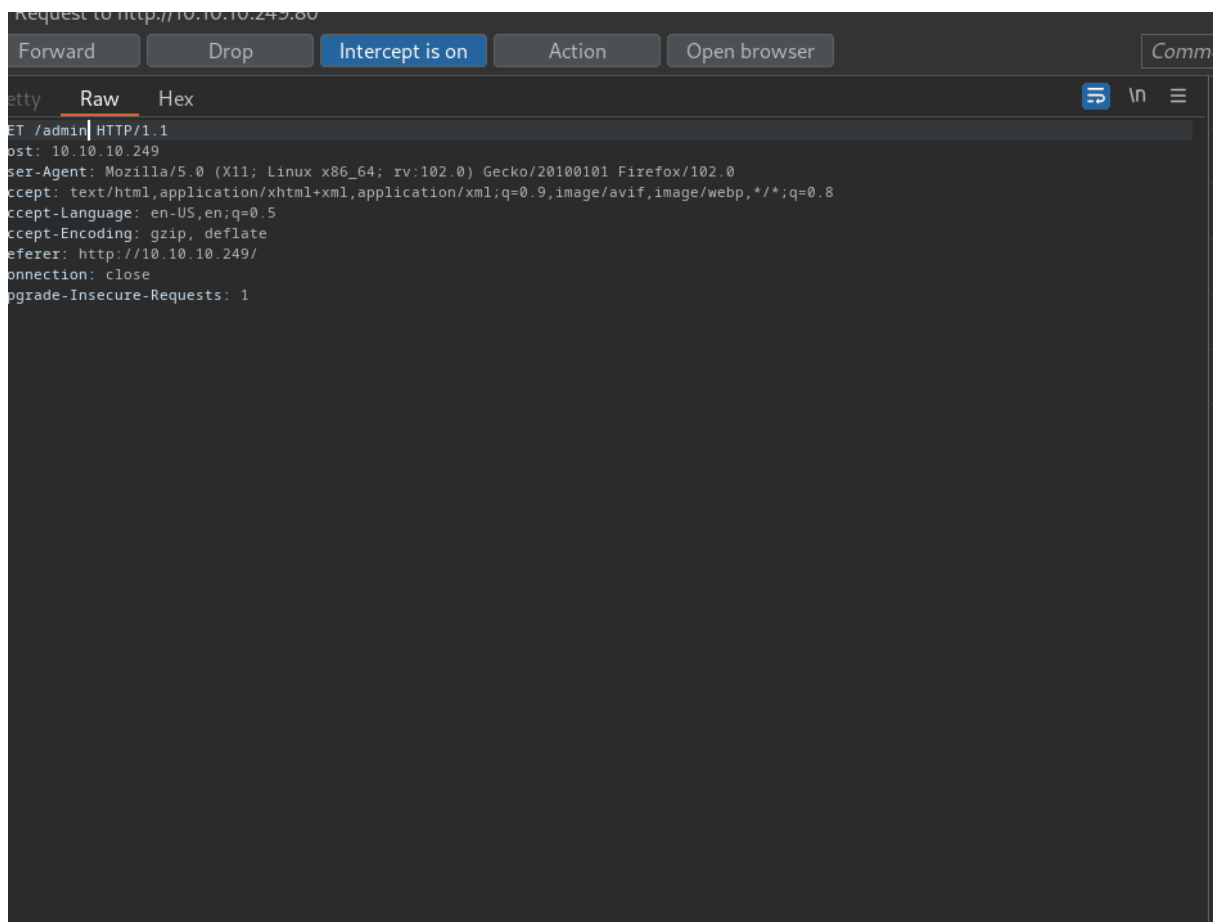 Request to http://10.10.10.249:80
Forward Drop Intercept is on Action Open browser Comm
etty Raw Hex \n
ET /admin HTTP/1.1
ost: 10.10.10.249
ser-Agent: Mozilla/5.0 (X11; Linux x86_64; rv:102.0) Gecko/20100101 Firefox/102.0
ccept: text/html,application/xhtml+xml,application/xml;q=0.9,image/avif,image/webp,*/*;q=0.8
ccept-Language: en-US,en;q=0.5
ccept-Encoding: gzip, deflate
eferer: http://10.10.10.249/
onnection: close
pgrade-Insecure-Requests: 1